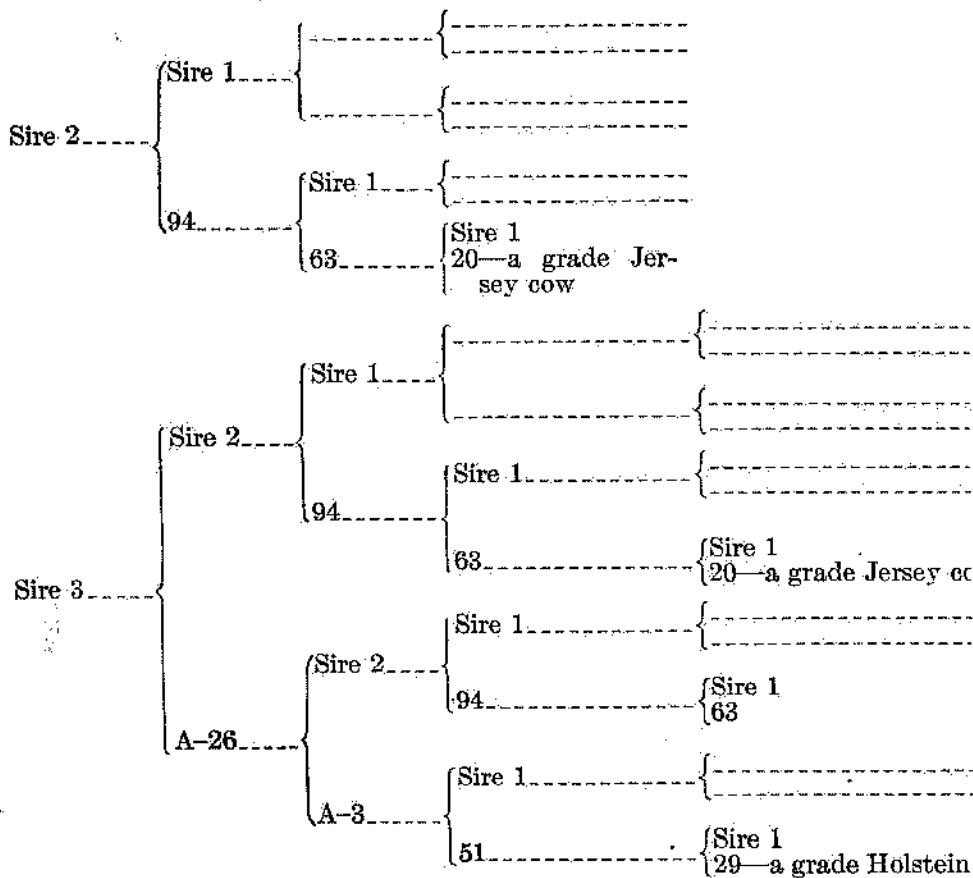 Sire 1
Sire 2
Sire 1
94
Sire 1
63
20—a grade Jer-
sey cow
Sire 1
Sire 2
Sire 1
94
Sire 1
63
20—a grade Jersey
Sire 3
Sire 1
Sire 2
Sire 1
94
63
A-26
Sire 1
A-3
Sire 1
51
29—a grade Holstein